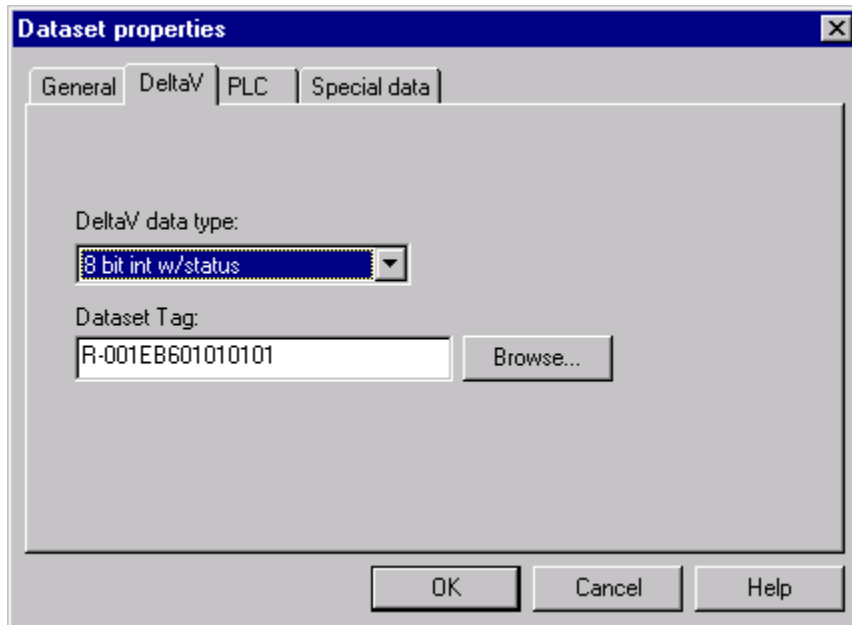 Dataset properties
General DeltaV PLC Special data
DeltaV data type:
8 bit int w/status
Dataset Tag:
R-001EB601010101
Browse...
OK Cancel Help